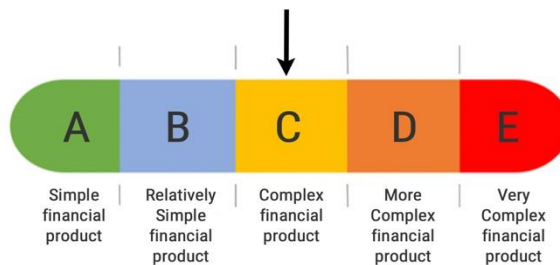 A B C D E
Simple
financial
product
Relatively
Simple
financial
product
Complex
financial
product
More
Complex
financial
product
Very
Complex
financial
product